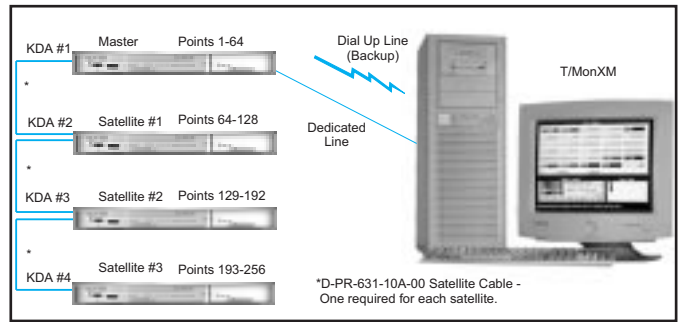 KDA #1 Master Points 1-64
*
KDA #2 Satellite #1 Points 64-128
*
KDA #3 Satellite #2 Points 129-192
*
KDA #4 Satellite #3 Points 193-256
Dial Up Line
(Backup)
Dedicated
Line
T/MonXM
*D-PR-631-10A-00 Satellite Cable -
One required for each satellite.